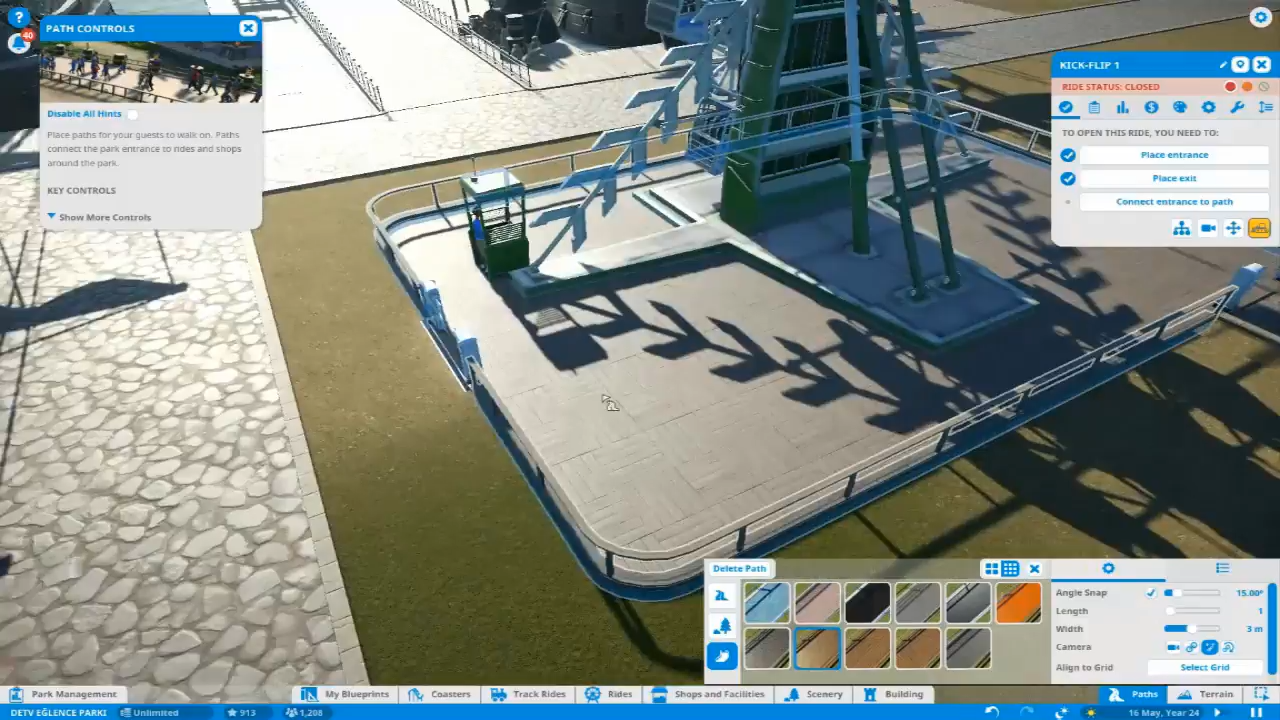 ?
40
PATH CONTROLS
Disable All Hints
Place paths for your guests to walk on. Paths
connect the park entrance to rides and shops
around the park.
KEY CONTROLS
Show More Controls
KICK-FLIP 1
RIDE STATUS: CLOSED
TO OPEN THIS RIDE, YOU NEED TO:
Place entrance
Place exit
Connect entrance to path
Delete Path
Angle Snap 15.00°
Length 1
Width 3 m
Camera
Align to Grid Select Grid
Park Management My Blueprints Coasters Track Rides Rides Shops and Facilities Scenery Building Paths Terrain
DETV EĞLENCE PARKI Unlimited 913 1,208 16 May, Year 24